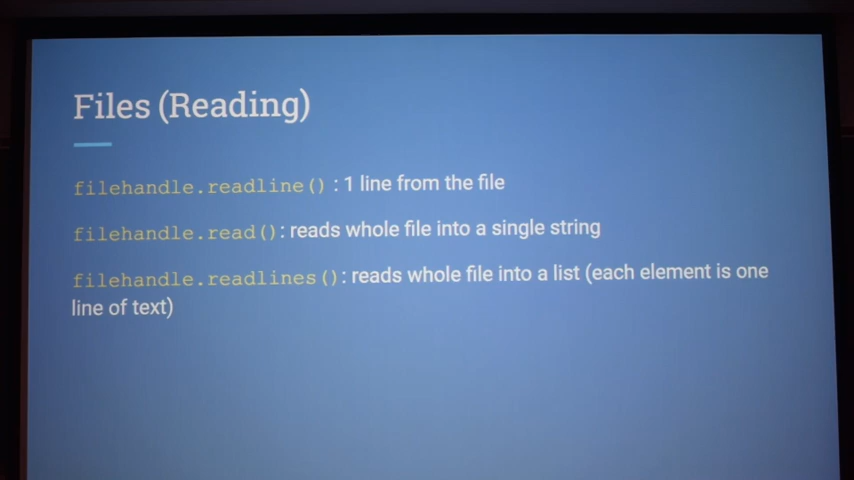 Files (Reading)
filehandle.readline() : 1 line from the file
filehandle.read(): reads whole file into a single string
filehandle.readlines(): reads whole file into a list (each element is one
line of text)